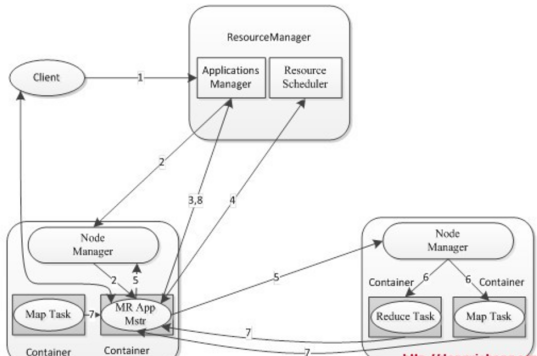 ResourceManager
Client
1
Applications
Manager
Resource
Scheduler
2
3,8
4
Node
Manager
2
5
Map Task
7
MR App
Mstr
Container
Container
5
Node
Manager
Container
6
6
Container
Reduce Task
Map Task
7
7